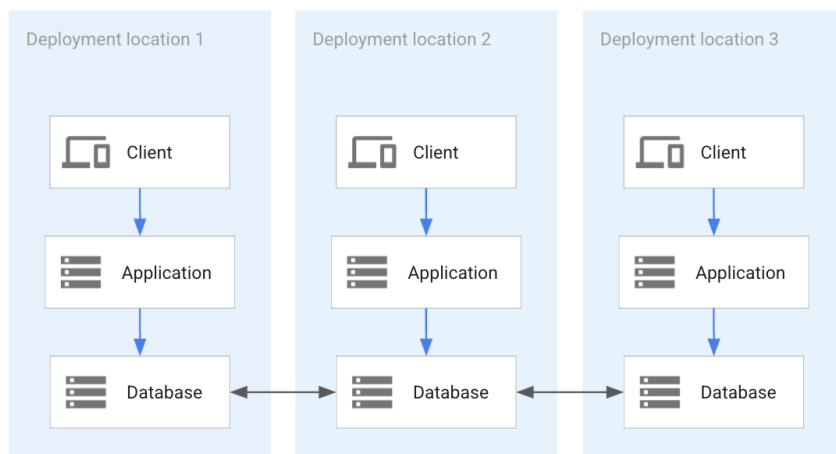 Deployment location 1
Deployment location 2
Deployment location 3
Client
Client
Client
Application
Application
Application
Database
Database
Database